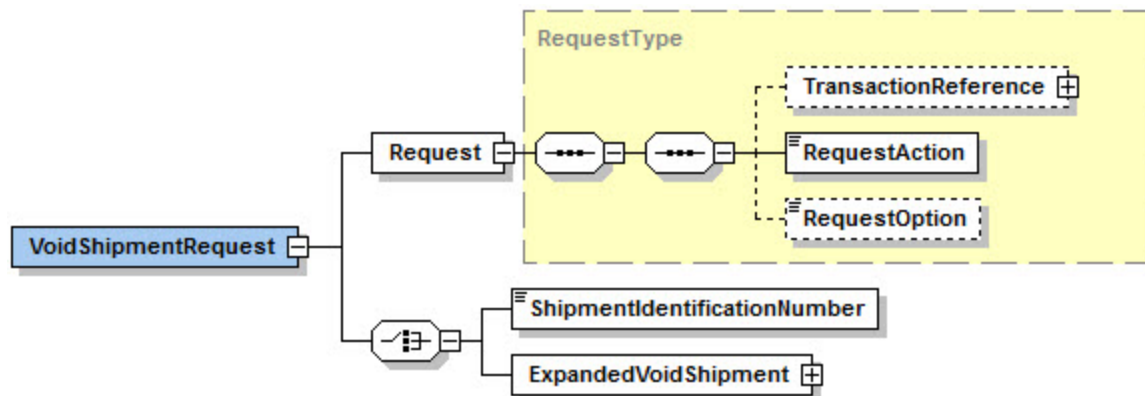 RequestType
TransactionReference
Request
RequestAction
RequestOption
VoidShipmentRequest
ShipmentIdentificationNumber
ExpandedVoidShipment